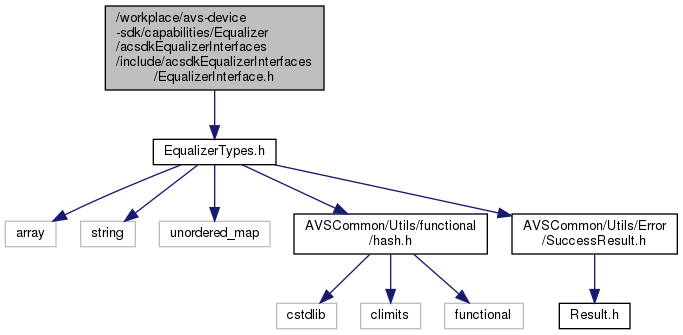 /workplace/avs-device
-sdk/capabilities/Equalizer
/acsdkEqualizerInterfaces
/include/acsdkEqualizerInterfaces
/EqualizerInterface.h
EqualizerTypes.h
array
string
unordered_map
AVSCommon/Utils/functional
/hash.h
AVSCommon/Utils/Error
/SuccessResult.h
cstdlib
climits
functional
Result.h